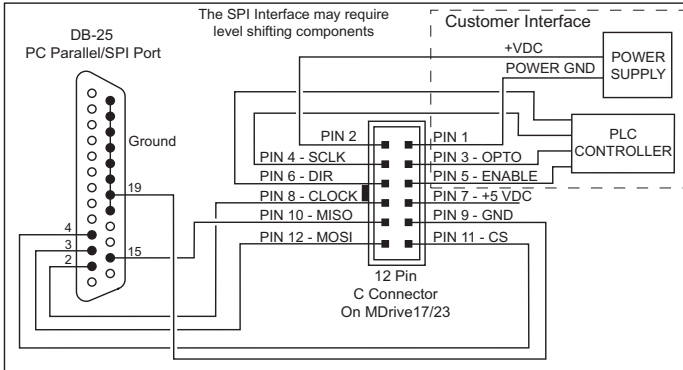 The SPI Interface may require
level shifting components
Customer Interface
DB-25
PC Parallel/SPI Port
+VDC
POWER GND
POWER
SUPPLY
Ground
PLC
CONTROLLER
PIN 2
PIN 1
PIN 4 - SCLK
PIN 3 - OPTO
PIN 6 - DIR
PIN 5 - ENABLE
PIN 8 - CLOCK
PIN 7 - +5 VDC
PIN 10 - MISO
PIN 9 - GND
PIN 12 - MOSI
PIN 11 - CS
19
4
3
2
15
12 Pin
C Connector
On MDrive17/23